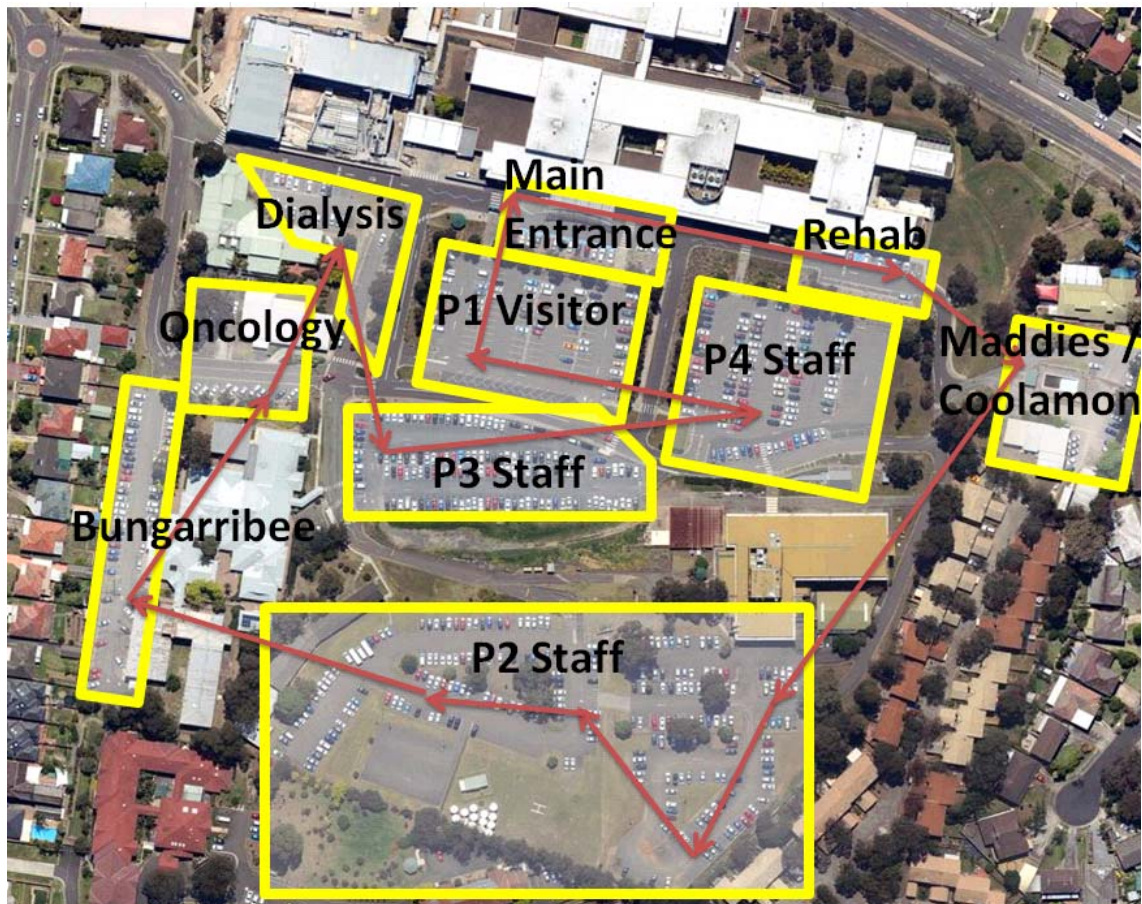 Main
Entrance
Dialysis
Rehab
P1 Visitor
Oncology
P4 Staff
Maddies /
Coolamon
P3 Staff
Bungarribee
P2 Staff
H